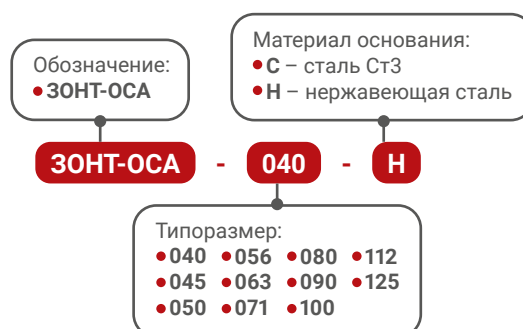 Обозначение:
• ЗОНТ-ОСА
Материал основания:
• С – сталь Ст3
• Н – нержавеющая сталь
ЗОНТ-ОСА - 040 - Н
Типоразмер:
• 040 • 056 • 080 • 112
• 045 • 063 • 090 • 125
• 050 • 071 • 100